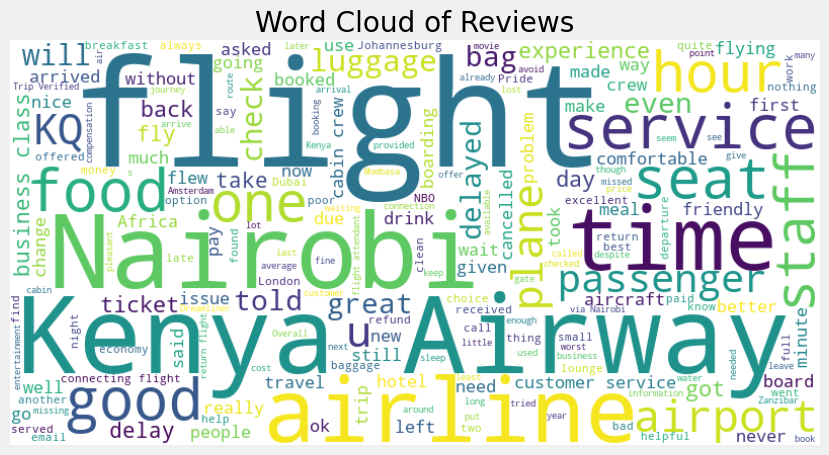 Word Cloud of Reviews
breakfast always later movie quite point many
will air asked going luggage use Johannesburg bag experience way flying hour
arrived without booked avoid Pride made already work crew nothing
Trip Verified journey route say lost
nice back check flight make even first
KQ compensation fly arrive able Kenya cabin crew arrival boarding problem service
offered booking provided seem see
business class money much now offer Mombasa delayed comfortable give
food s flew take Dubai though missed price seat staff
one Amsterdam option poor waiting NBO connection plane day excellent
change Africa due drink available cancelled meal friendly
pay lot found wait took return departure
Nairobi late clean flight attendant best time
pleasant last London average fine keep given gate called checked despite passenger
cabin ticket issue told great choice received aircraft paid know better
find Dreamliner customer refund call via Nairobi
entertainment night u new enough thing small minute
Kenya Airway
economy said return flight Overall next still little worst full
cost baggage sleep used business lounge needed leave
connecting flight hotel least need customer service water board
well travel information got went Zanzibar
another good really airline trip airport
go missing help around long tried year never
served delay people ok left put two bad helpful
email book